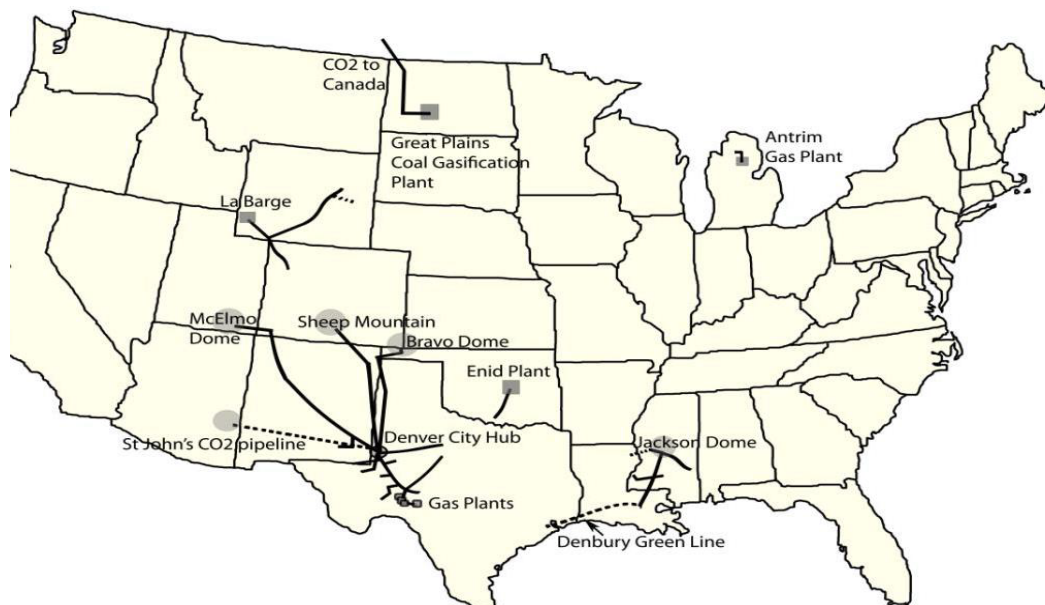 CO2 to
Canada
Great Plains
Coal Gasification
Plant
Antrim
Gas Plant
La Barge
McElmo
Dome
Sheep Mountain
Bravo Dome
Enid Plant
St John's CO2 pipeline
Denver City Hub
Jackson Dome
Gas Plants
Denbury Green Line